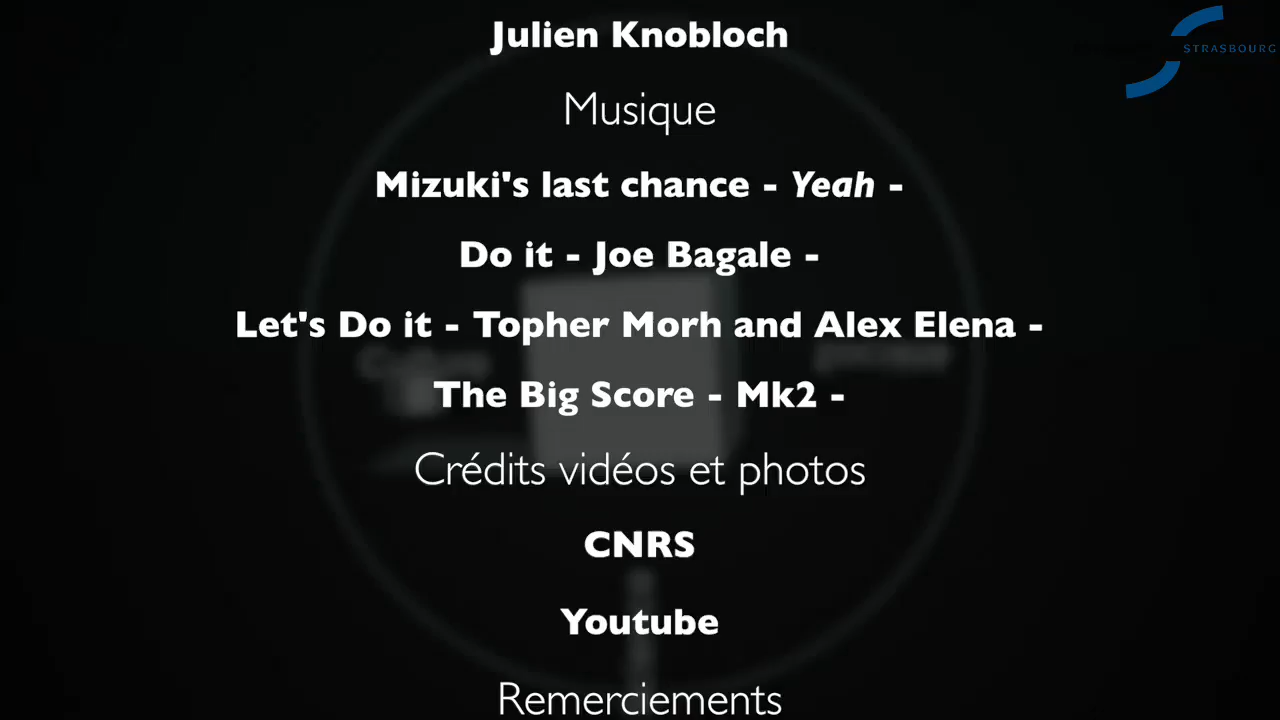 Julien Knobloch
STRASBOURG
Musique
Mizuki's last chance - Yeah -
Do it - Joe Bagale -
Let's Do it - Topher Morh and Alex Elena -
The Big Score - Mk2 -
Crédits vidéos et photos
CNRS
Youtube
Remerciements